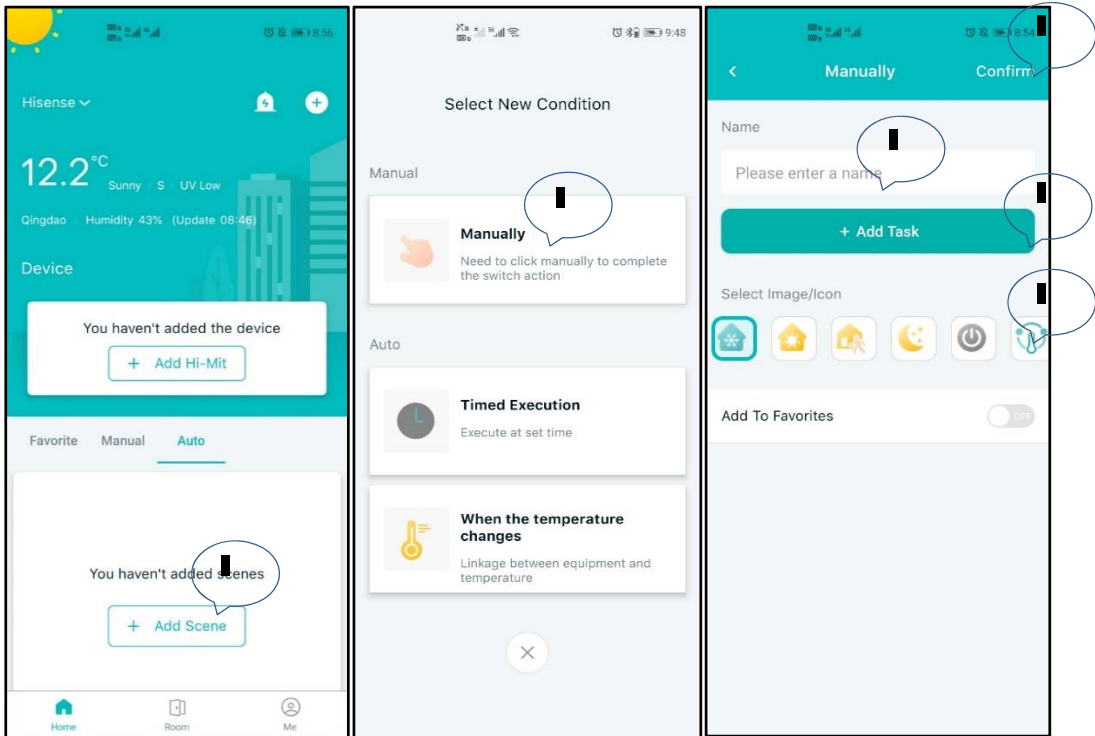 8:56
Hisense
12.2°C Sunny | S | UV Low
Qingdao Humidity 43% (Update 08:46)
Device
You haven't added the device
+ Add Hi-Mit
Favorite Manual Auto
You haven't added scenes
+ Add Scene
Home Room Me
9:48
Select New Condition
Manual
Manually
Need to click manually to complete
the switch action
Auto
Timed Execution
Execute at set time
When the temperature
changes
Linkage between equipment and
temperature
8:54
Manually Confirm
Name
Please enter a name
+ Add Task
Select Image/Icon
Add To Favorites OFF